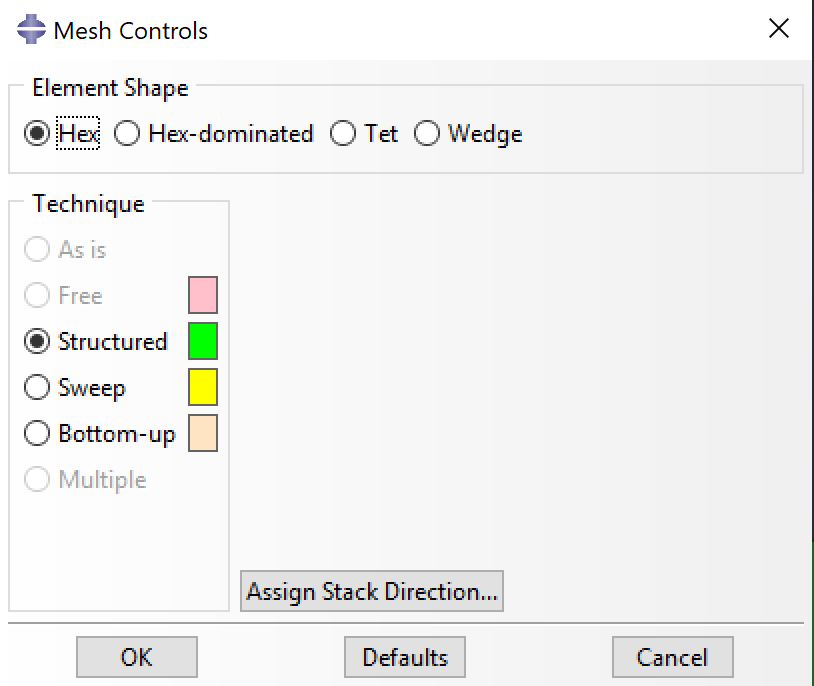 Mesh Controls
Element Shape
Hex Hex-dominated Tet Wedge
Technique
As is
Free
Structured
Sweep
Bottom-up
Multiple
Assign Stack Direction...
OK Defaults Cancel